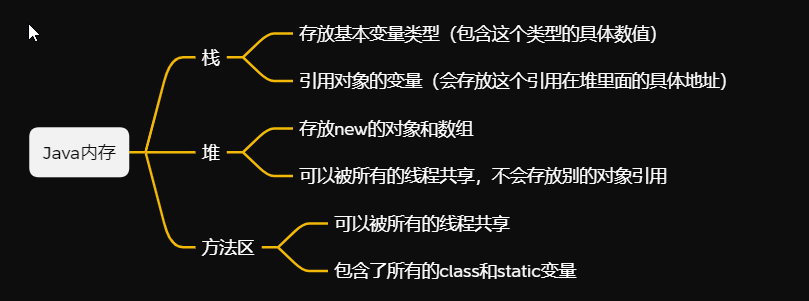 Java内存
栈
存放基本变量类型（包含这个类型的具体数值）
引用对象的变量（会存放这个引用在堆里面的具体地址）
堆
存放new的对象和数组
可以被所有的线程共享，不会存放别的对象引用
方法区
可以被所有的线程共享
包含了所有的class和static变量